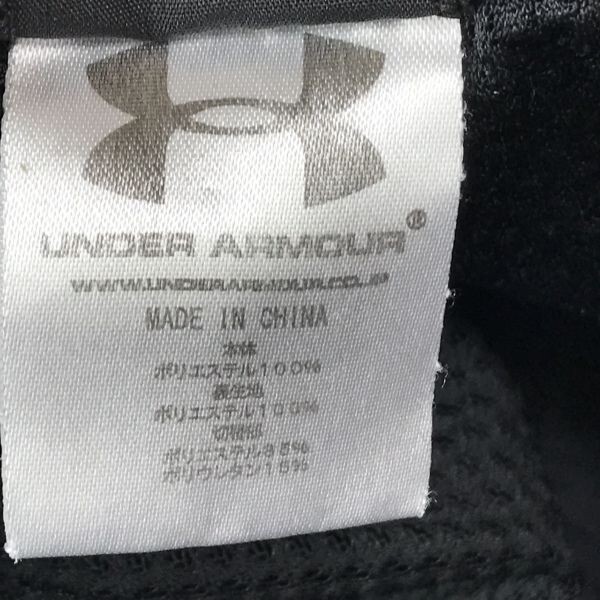 UNDER ARMOUR®
WWW.UNDERARMOUR.CO.JP
MADE IN CHINA
本体
ポリエステル100%
裏生地
ポリエステル100%
切替部
ポリエステル85%
ポリウレタン15%